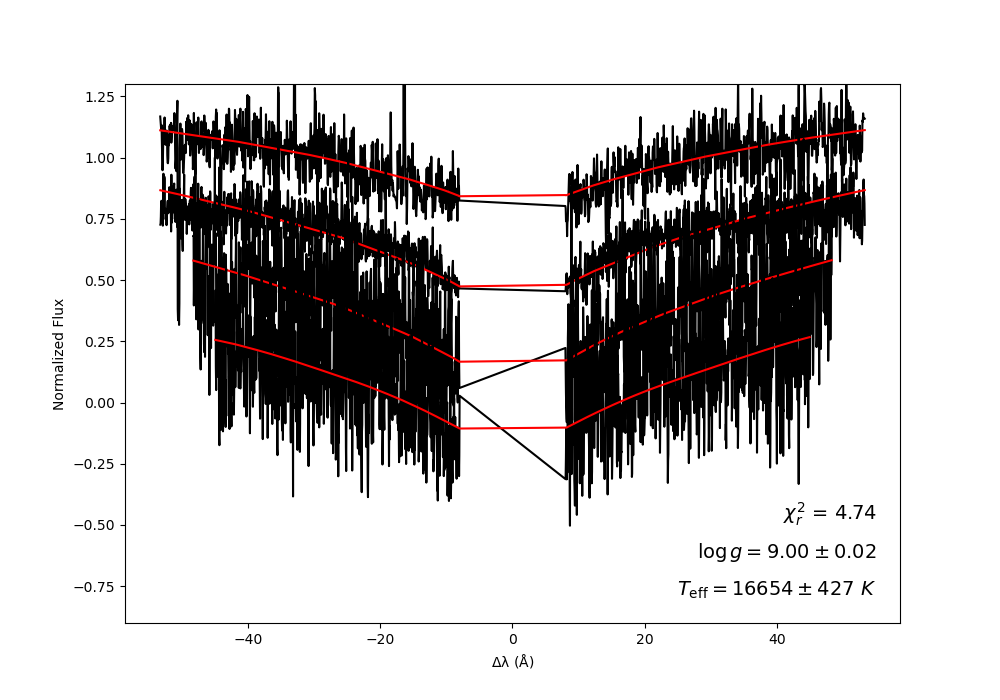 Normalized Flux
1.25
1.00
0.75
0.50
0.25
0.00
−0.25
−0.50
−0.75
χ²ᵣ = 4.74
log g = 9.00 ± 0.02
T_eff = 16654 ± 427 K
−40
−20
0
20
40
Δλ (Å)